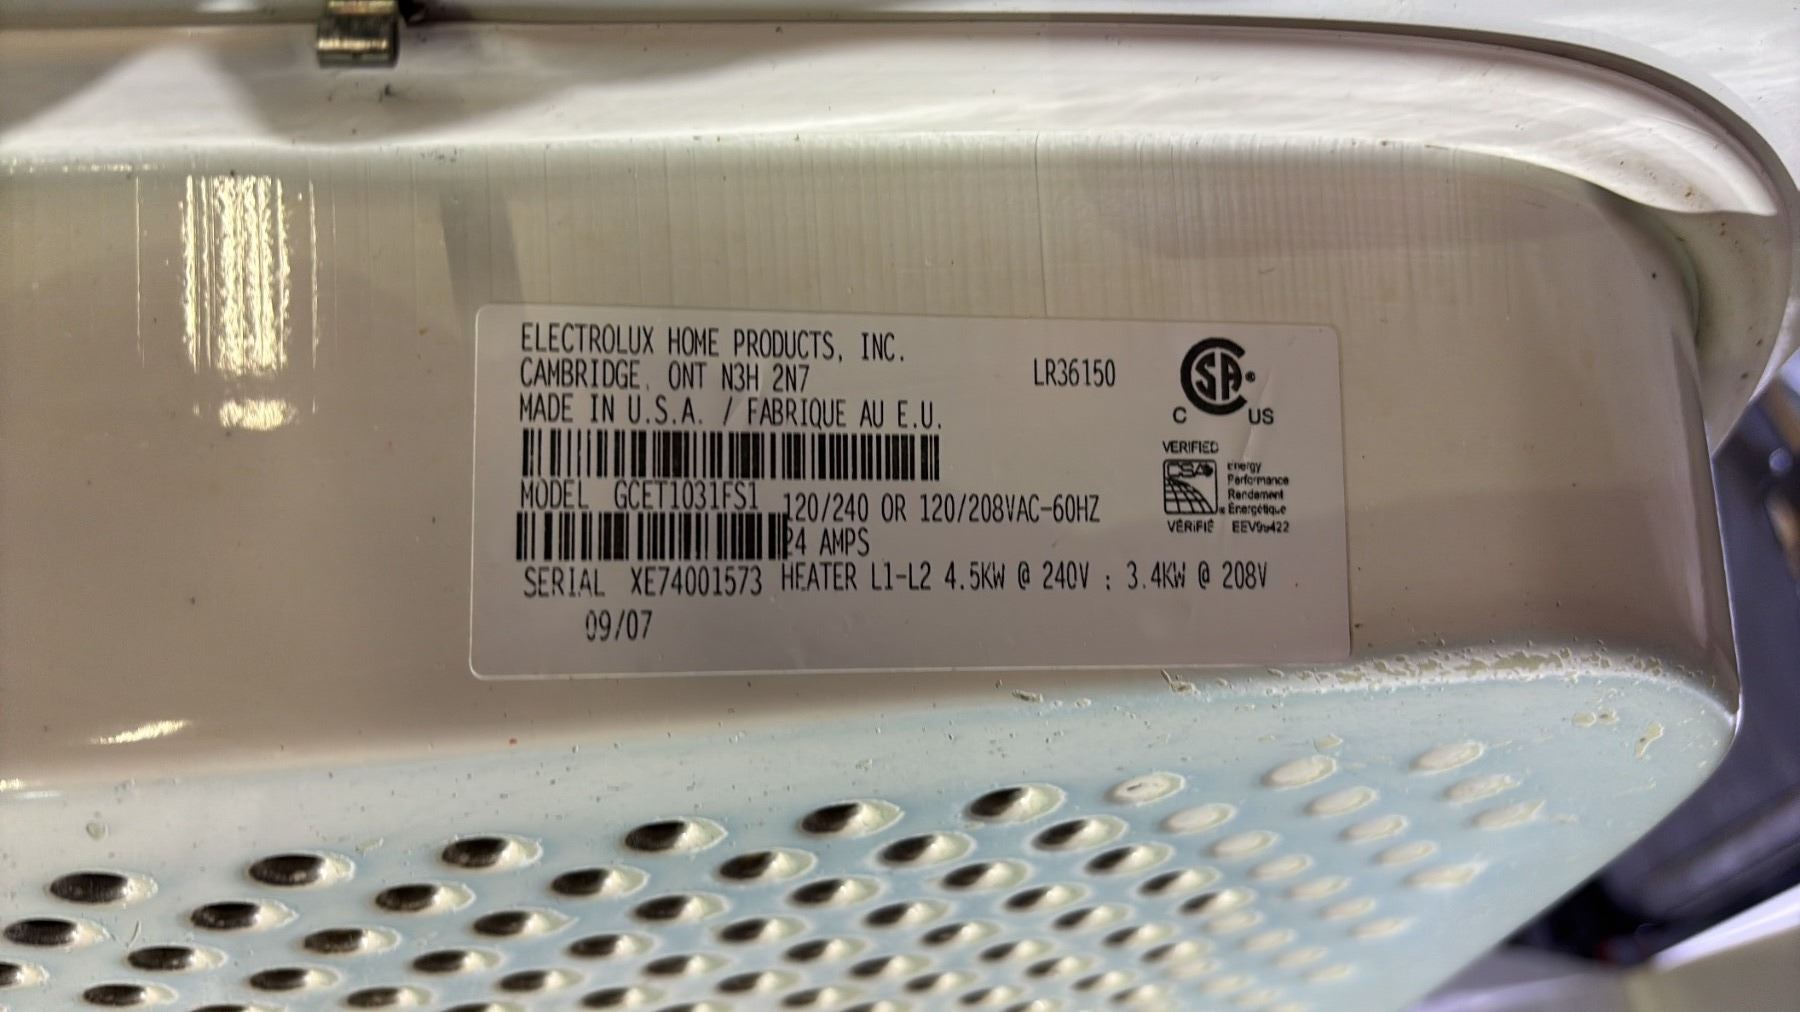 ELECTROLUX HOME PRODUCTS, INC.
CAMBRIDGE, ONT N3H 2N7
MADE IN U.S.A. / FABRIQUE AU E.U.
LR36150
CSA
C US
VERIFIED
CSA
Energy
Performance
Rendement
Énergétique
VÉRIFIÉ
MODEL GCET1031FS1
120/240 OR 120/208VAC-60HZ
24 AMPS
SERIAL XE74001573
HEATER L1-L2 4.5KW @ 240V : 3.4KW @ 208V
09/07